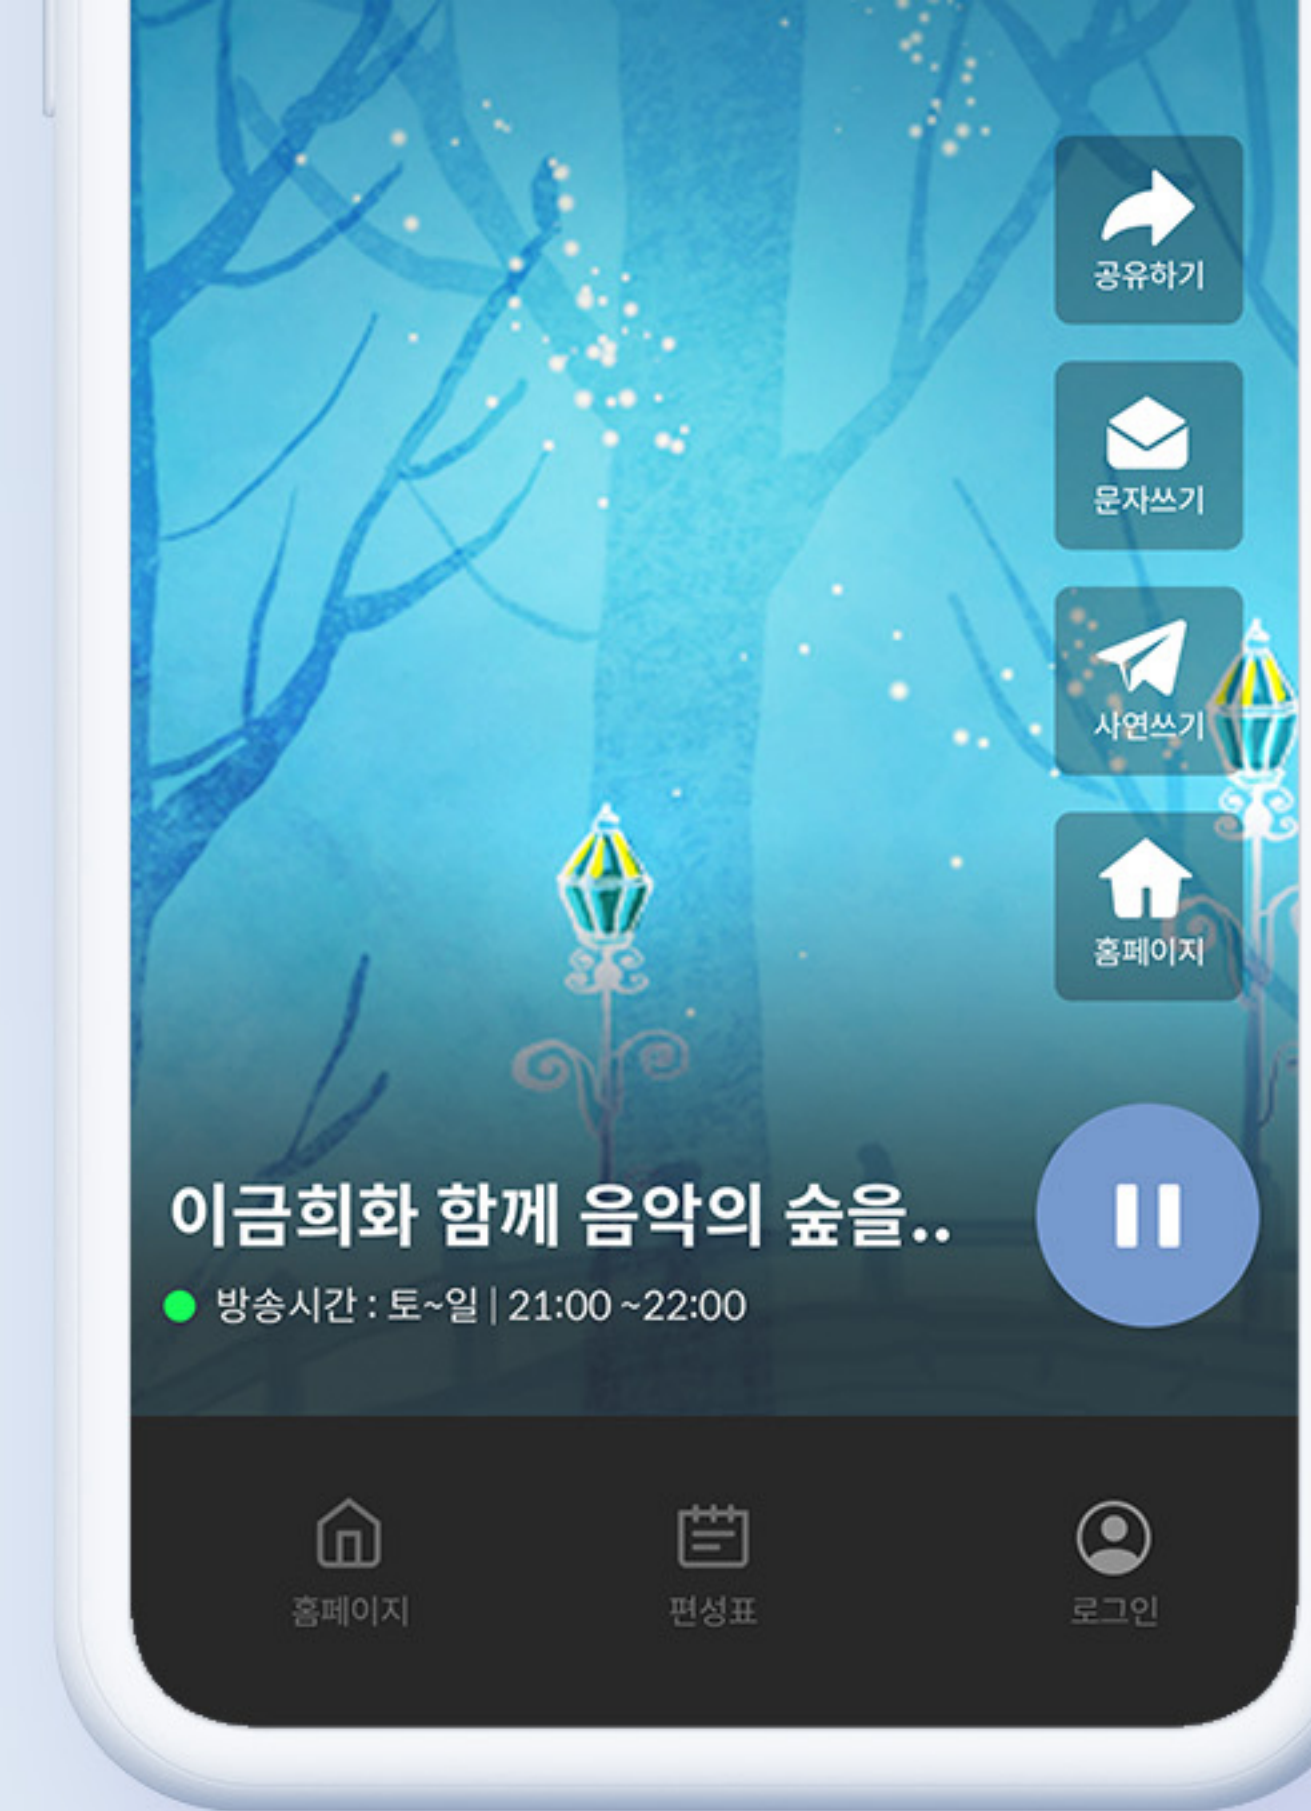 공유하기
문자쓰기
사연쓰기
홈페이지
이금희화 함께 음악의 숲을..
방송시간 : 토~일 | 21:00 ~22:00
홈페이지
편성표
로그인